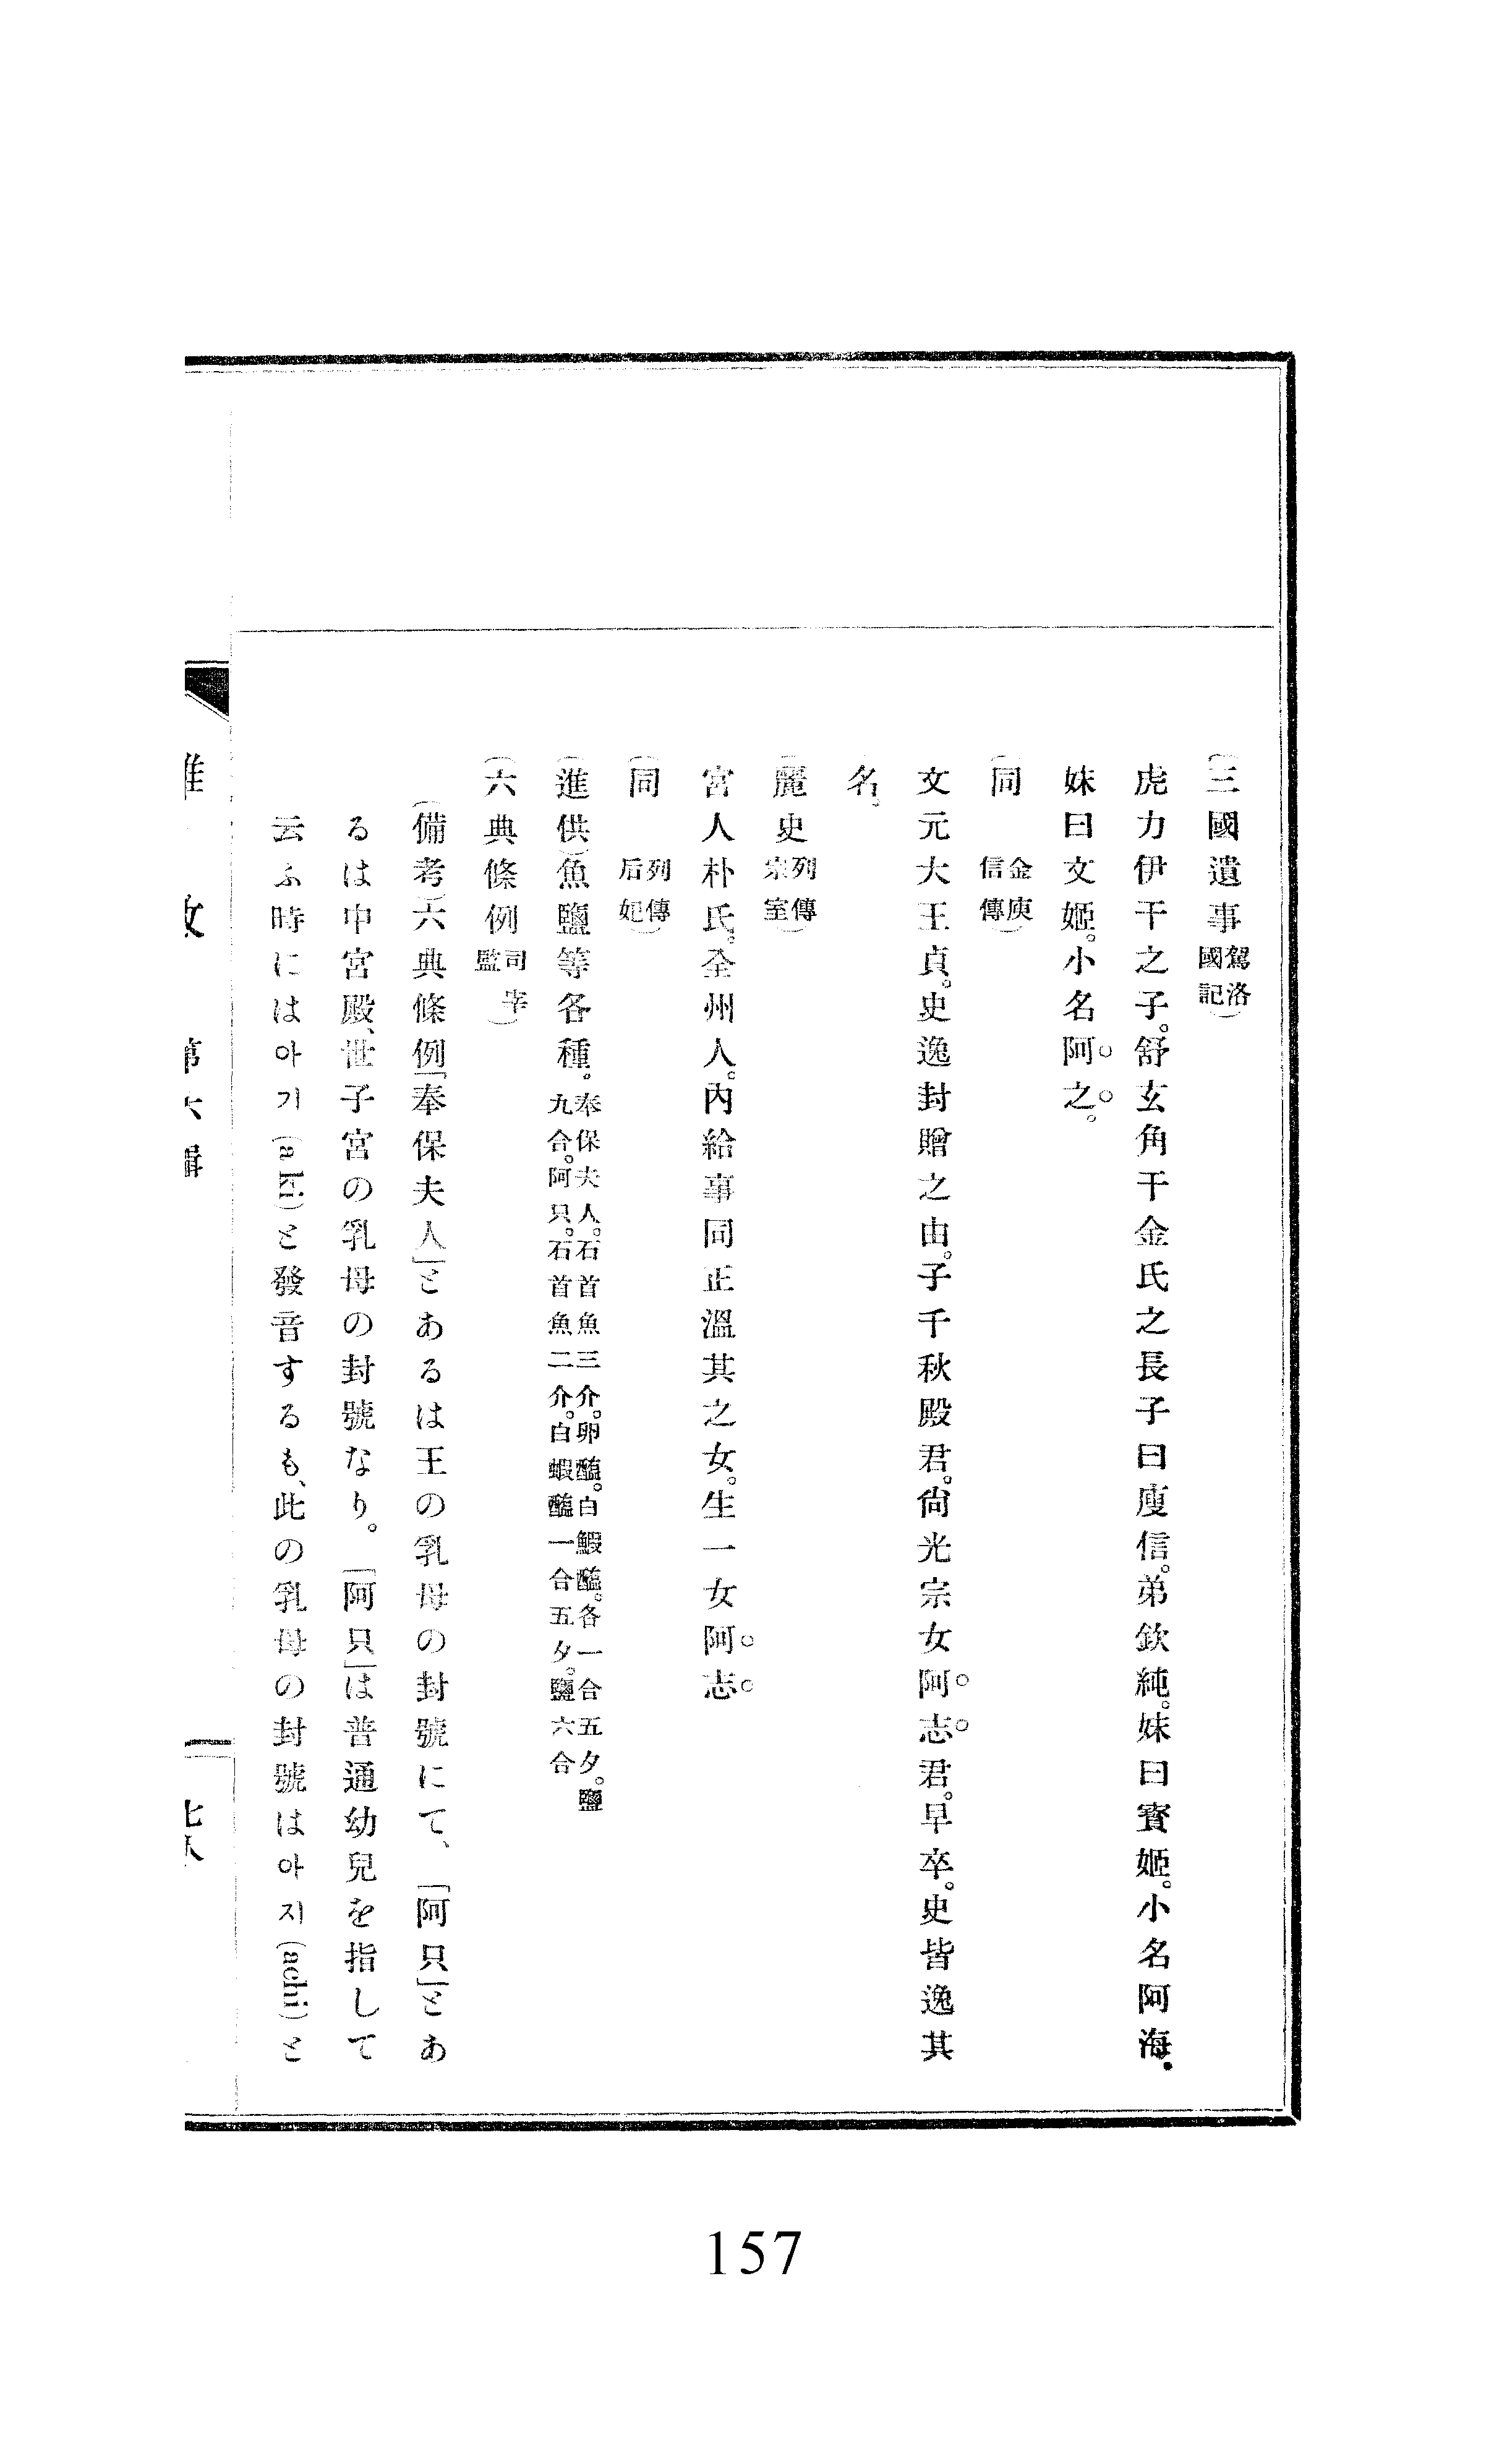 (三國遺事 駕洛國記)
虎力伊干之子。舒玄角干金氏之長子曰庾信。弟欽純。妹曰寳姬。小名阿海.
妹曰文姬。小名阿之。
(同 金庾信傳)
文元大王貞。史逸封贈之由。子千秋殿君。尙光宗女阿志君。早卒。史皆逸其
名。
(麗史 列傳宗室)
宮人朴氏。全州人。內給事同正溫其之女。生一女阿志
(同 列傳后妃)
(進供)魚鹽等各種。奉保夫人。石首魚三介。卵醢。白鰕醢。各一合五夕。鹽九合。阿只。石首魚二介。白蝦醢一合五夕。鹽六合
(六典條例 司宰監)
(備考)六典條例「奉保夫人」とあるは王の乳母の封號にて、「阿只」とあ
るは中宮殿、世子宮の乳母の封號なり。「阿只」は普通幼兒を指して
云ふ時には아기(aki)と發音するも、此の乳母の封號は아지(achi)と
第六輯
157